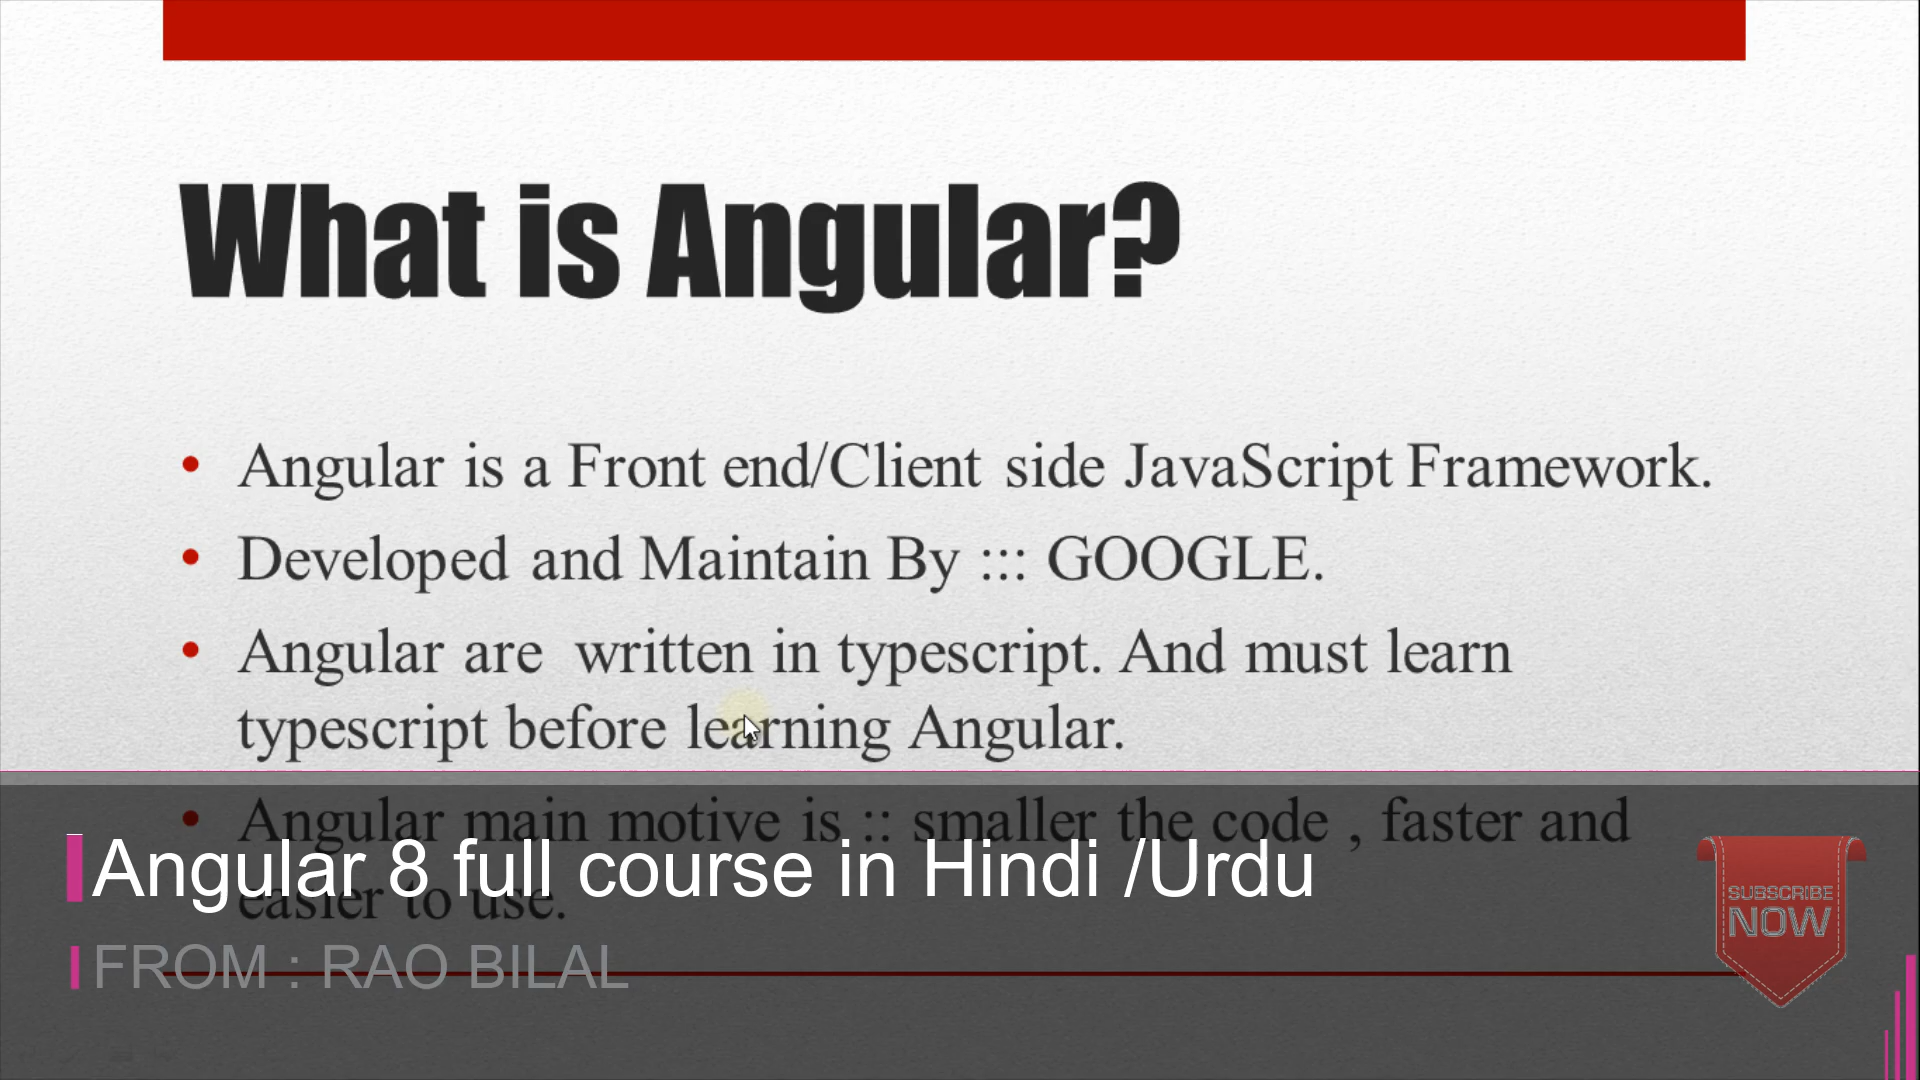 What is Angular?
• Angular is a Front end/Client side JavaScript Framework.
• Developed and Maintain By ::: GOOGLE.
• Angular are written in typescript. And must learn
typescript before learning Angular.
• Angular main motive is :: smaller the code , faster and
easier to use.
Angular 8 full course in Hindi /Urdu
FROM : RAO BILAL
SUBSCRIBE
NOW